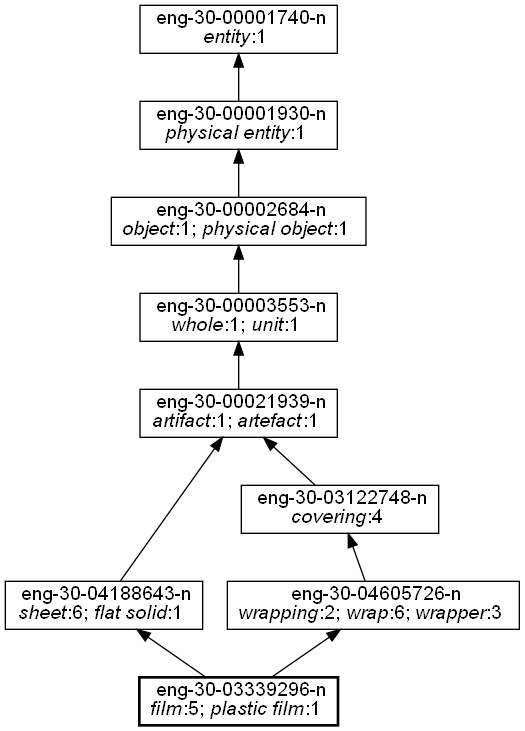 eng-30-00001740-n
entity:1
eng-30-00001930-n
physical entity:1
eng-30-00002684-n
object:1; physical object:1
eng-30-00003553-n
whole:1; unit:1
eng-30-00021939-n
artifact:1; artefact:1
eng-30-03122748-n
covering:4
eng-30-04188643-n
sheet:6; flat solid:1
eng-30-04605726-n
wrapping:2; wrap:6; wrapper:3
eng-30-03339296-n
film:5; plastic film:1